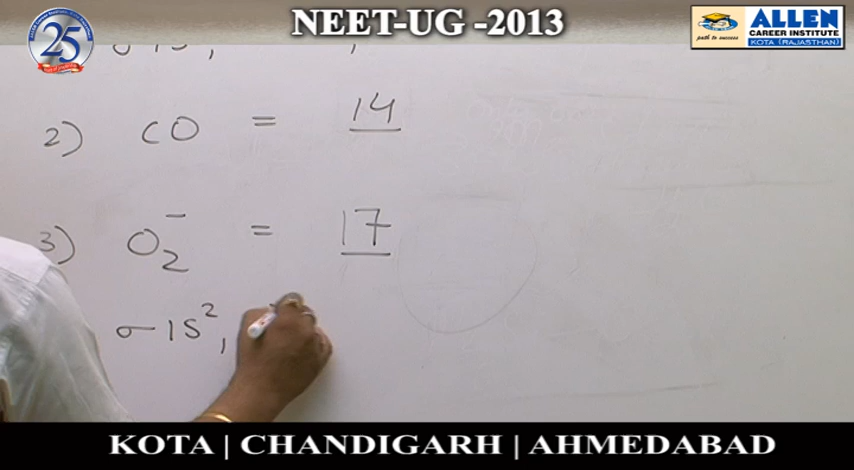 NEET-UG -2013
25
ALLEN
CAREER INSTITUTE
KOTA (RAJASTHAN)
path to success
2) CO = 14
3) O₂⁻ = 17
σ1s²,
KOTA | CHANDIGARH | AHMEDABAD